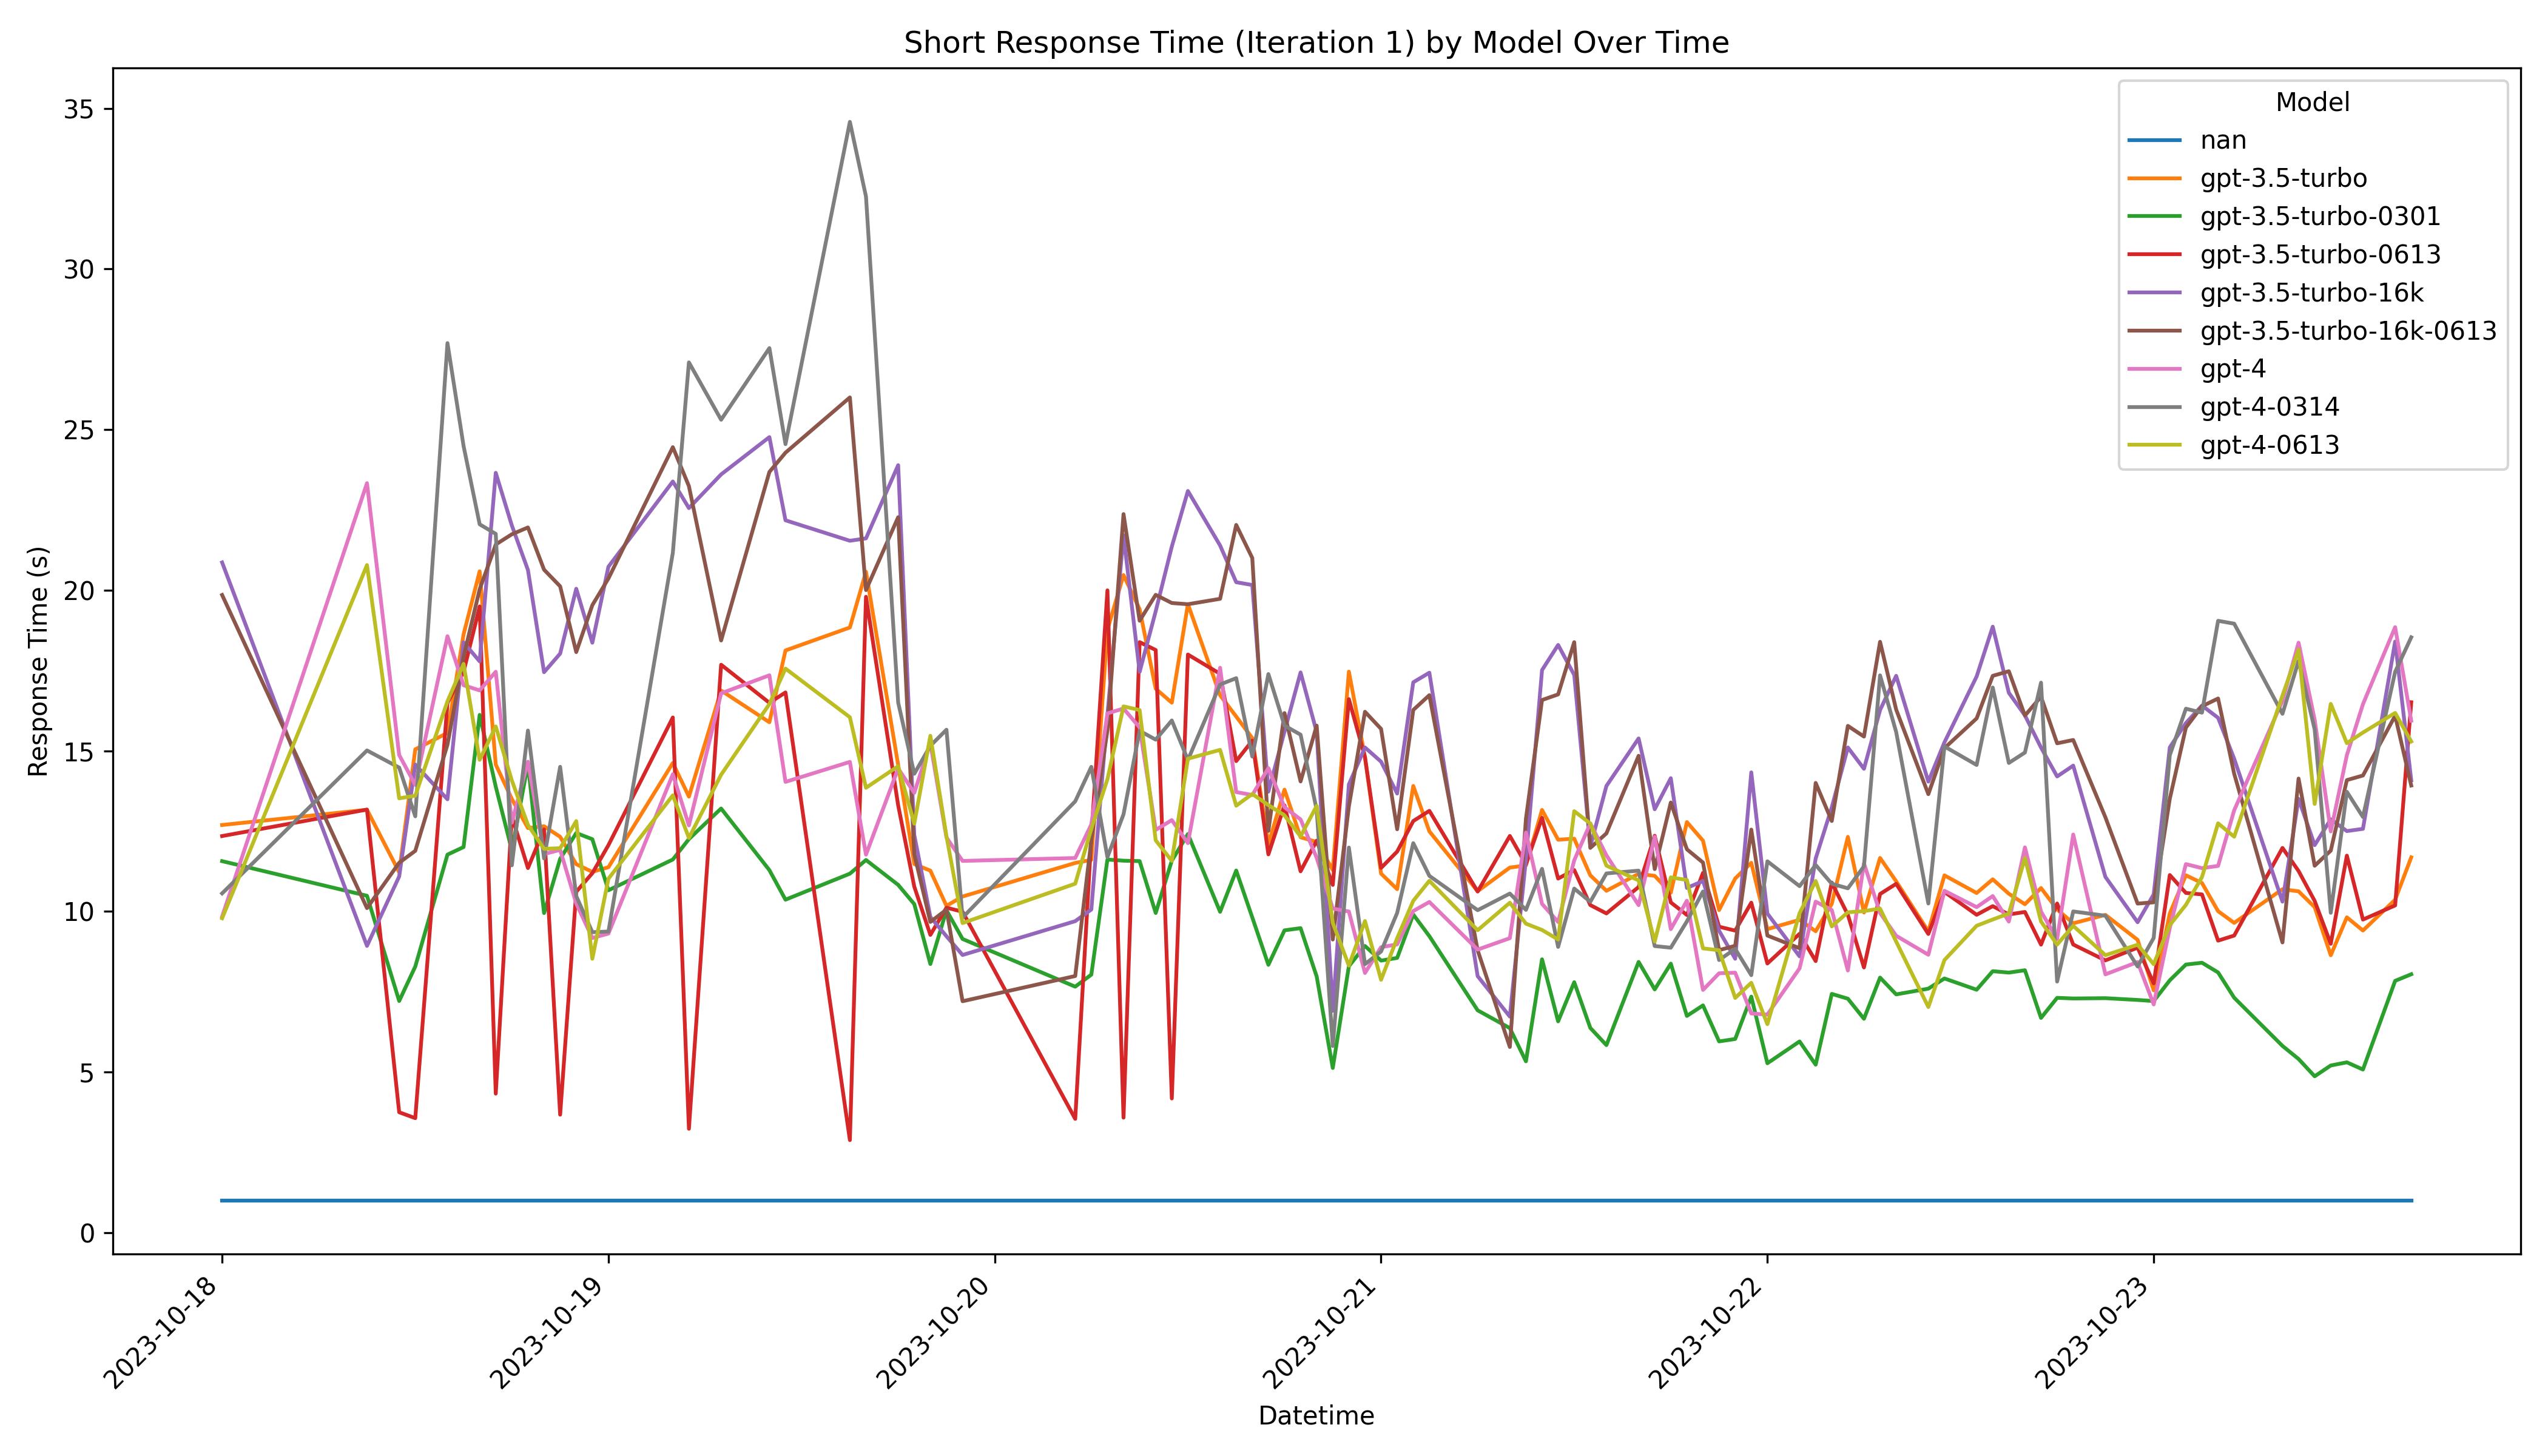 Short Response Time (Iteration 1) by Model Over Time
35
30
25
20
15
10
5
0
Response Time (s)
Model
nan
gpt-3.5-turbo
gpt-3.5-turbo-0301
gpt-3.5-turbo-0613
gpt-3.5-turbo-16k
gpt-3.5-turbo-16k-0613
gpt-4
gpt-4-0314
gpt-4-0613
2023-10-18
2023-10-19
2023-10-20
2023-10-21
2023-10-22
2023-10-23
Datetime